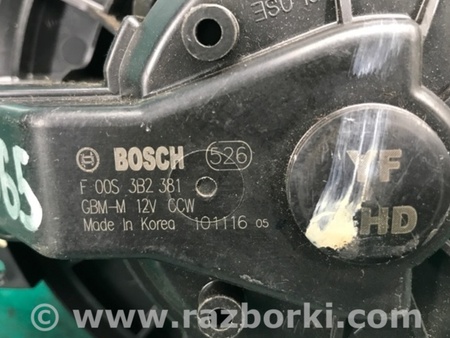 CLOSE
BOSCH 526
F 00S 3B2 381
GBM-M 12V CCW
Made In Korea 101116 05
65
YF
HD
www.razborki.com